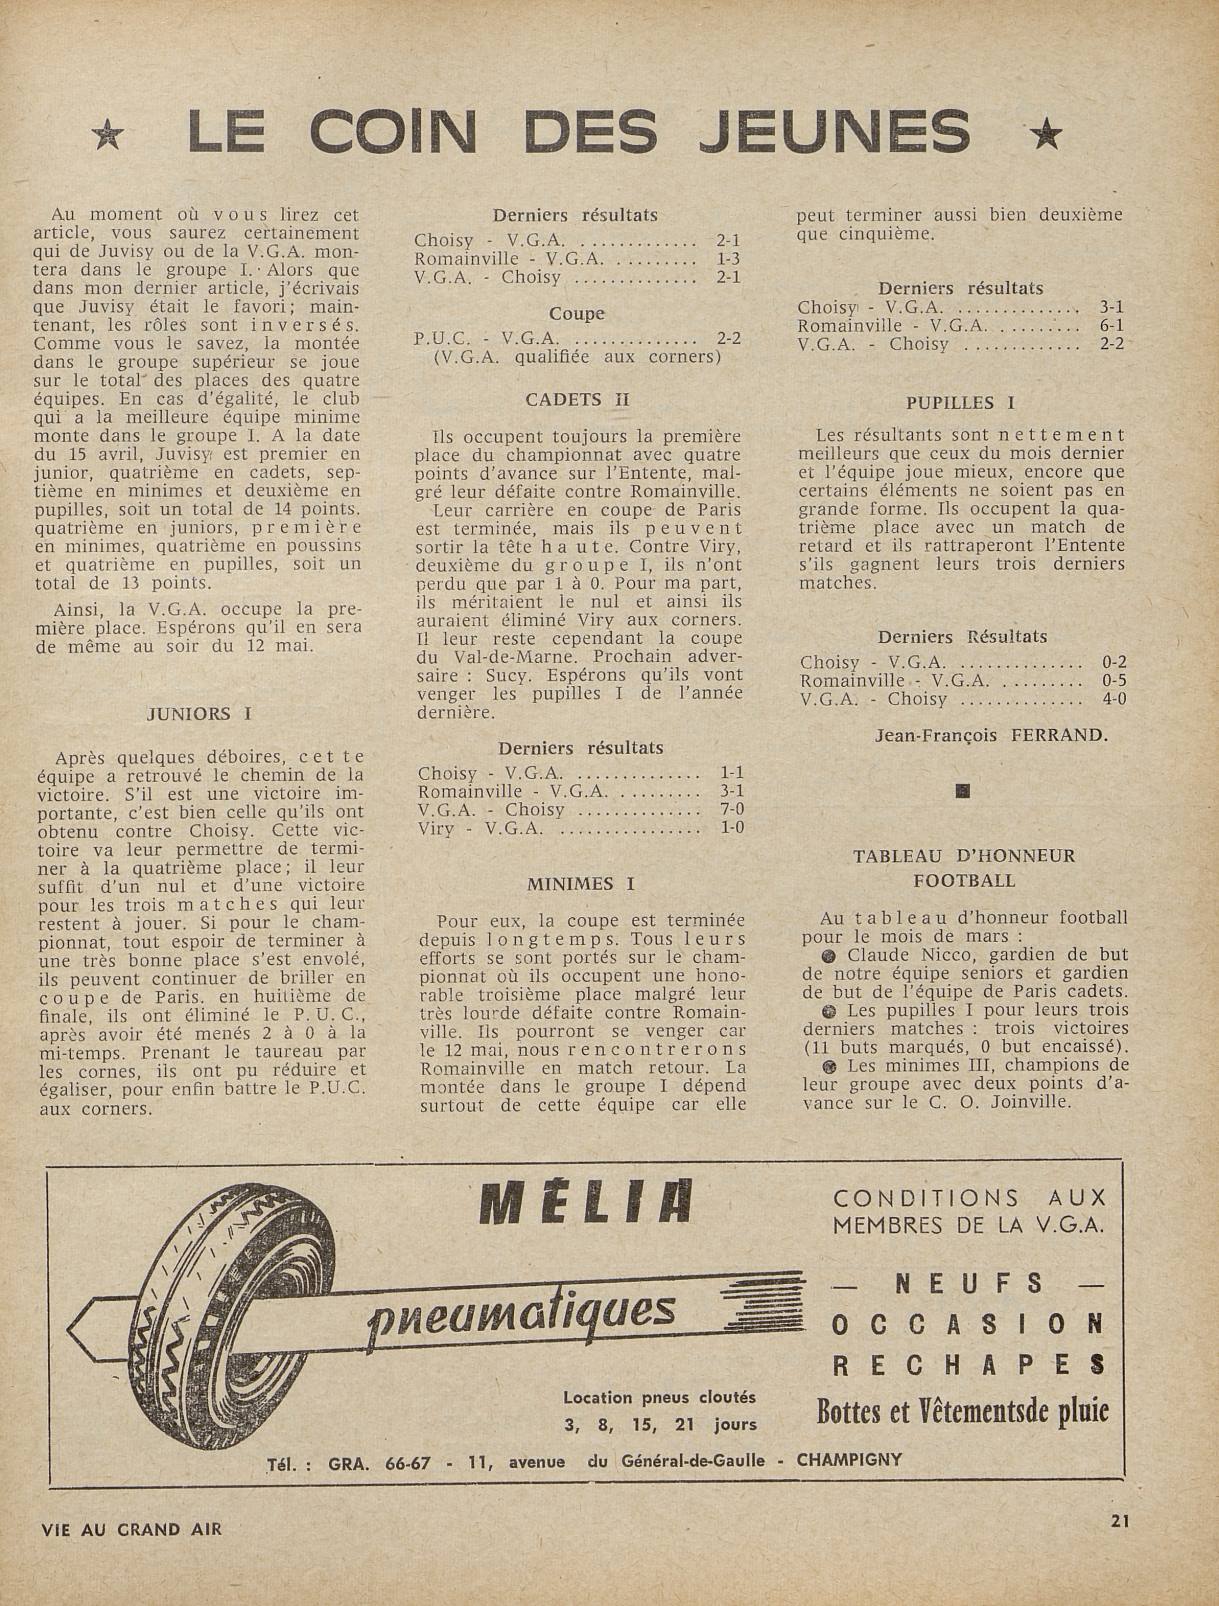 ★ LE COIN DES JEUNES ★
Au moment où vous lirez cet
article, vous saurez certainement
qui de Juvisy ou de la V.G.A. mon-
tera dans le groupe I. Alors que
dans mon dernier article, j'écrivais
que Juvisy était le favori; main-
tenant, les rôles sont inversés.
Comme vous le savez, la montée
dans le groupe supérieur se joue
sur le total des places des quatre
équipes. En cas d'égalité, le club
qui a la meilleure équipe minime
monte dans le groupe I. A la date
du 15 avril, Juvisy est premier en
junior, quatrième en cadets, sep-
tième en minimes et deuxième en
pupilles, soit un total de 14 points.
quatrième en juniors, première
en minimes, quatrième en poussins
et quatrième en pupilles, soit un
total de 13 points.
Ainsi, la V.G.A. occupe la pre-
mière place. Espérons qu'il en sera
de même au soir du 12 mai.
JUNIORS I
Après quelques déboires, cette
équipe a retrouvé le chemin de la
victoire. S'il est une victoire im-
portante, c'est bien celle qu'ils ont
obtenu contre Choisy. Cette vic-
toire va leur permettre de termi-
ner à la quatrième place; il leur
suffit d'un nul et d'une victoire
pour les trois matches qui leur
restent à jouer. Si pour le cham-
pionnat, tout espoir de terminer à
une très bonne place s'est envolé,
ils peuvent continuer de briller en
coupe de Paris. en huitième de
finale, ils ont éliminé le P.U.C.,
après avoir été menés 2 à 0 à la
mi-temps. Prenant le taureau par
les cornes, ils ont pu réduire et
égaliser, pour enfin battre le P.U.C.
aux corners.
Derniers résultats
Choisy - V.G.A. ............. 2-1
Romainville - V.G.A. ......... 1-3
V.G.A. - Choisy ............. 2-1
Coupe
P.U.C. - V.G.A. ............. 2-2
(V.G.A. qualifiée aux corners)
CADETS II
Ils occupent toujours la première
place du championnat avec quatre
points d'avance sur l'Entente, mal-
gré leur défaite contre Romainville.
Leur carrière en coupe de Paris
est terminée, mais ils peuvent
sortir la tête haute. Contre Viry,
deuxième du groupe I, ils n'ont
perdu que par 1 à 0. Pour ma part,
ils méritaient le nul et ainsi ils
auraient éliminé Viry aux corners.
Il leur reste cependant la coupe
du Val-de-Marne. Prochain adver-
saire : Sucy. Espérons qu'ils vont
venger les pupilles I de l'année
dernière.
Derniers résultats
Choisy - V.G.A. .............. 1-1
Romainville - V.G.A. ......... 3-1
V.G.A. - Choisy .............. 7-0
Viry - V.G.A. ................ 1-0
MINIMES I
Pour eux, la coupe est terminée
depuis longtemps. Tous leurs
efforts se sont portés sur le cham-
pionnat où ils occupent une hono-
rable troisième place malgré leur
très lourde défaite contre Romain-
ville. Ils pourront se venger car
le 12 mai, nous rencontrerons
Romainville en match retour. La
montée dans le groupe I dépend
surtout de cette équipe car elle
peut terminer aussi bien deuxième
que cinquième.
Derniers résultats
Choisy - V.G.A. ............. 3-1
Romainville - V.G.A. ......... 6-1
V.G.A. - Choisy ............ 2-2
PUPILLES I
Les résultants sont nettement
meilleurs que ceux du mois dernier
et l'équipe joue mieux, encore que
certains éléments ne soient pas en
grande forme. Ils occupent la qua-
trième place avec un match de
retard et ils rattraperont l'Entente
s'ils gagnent leurs trois derniers
matches.
Derniers Résultats
Choisy - V.G.A. .............. 0-2
Romainville - V.G.A. ......... 0-5
V.G.A. - Choisy .............. 4-0
Jean-François FERRAND.
■
TABLEAU D'HONNEUR
FOOTBALL
Au tableau d'honneur football
pour le mois de mars :
● Claude Nicco, gardien de but
de notre équipe seniors et gardien
de but de l'équipe de Paris cadets.
● Les pupilles I pour leurs trois
derniers matches : trois victoires
(11 buts marqués, 0 but encaissé).
● Les minimes III, champions de
leur groupe avec deux points d'a-
vance sur le C. O. Joinville.
MÉLIA
pneumatiques
Location pneus cloutés
3, 8, 15, 21 jours
CONDITIONS AUX
MEMBRES DE LA V.G.A.
— NEUFS —
OCCASION
RECHAPES
Bottes et Vêtementsde pluie
Tél. : GRA. 66-67 - 11, avenue du Général-de-Gaulle - CHAMPIGNY
VIE AU GRAND AIR
21